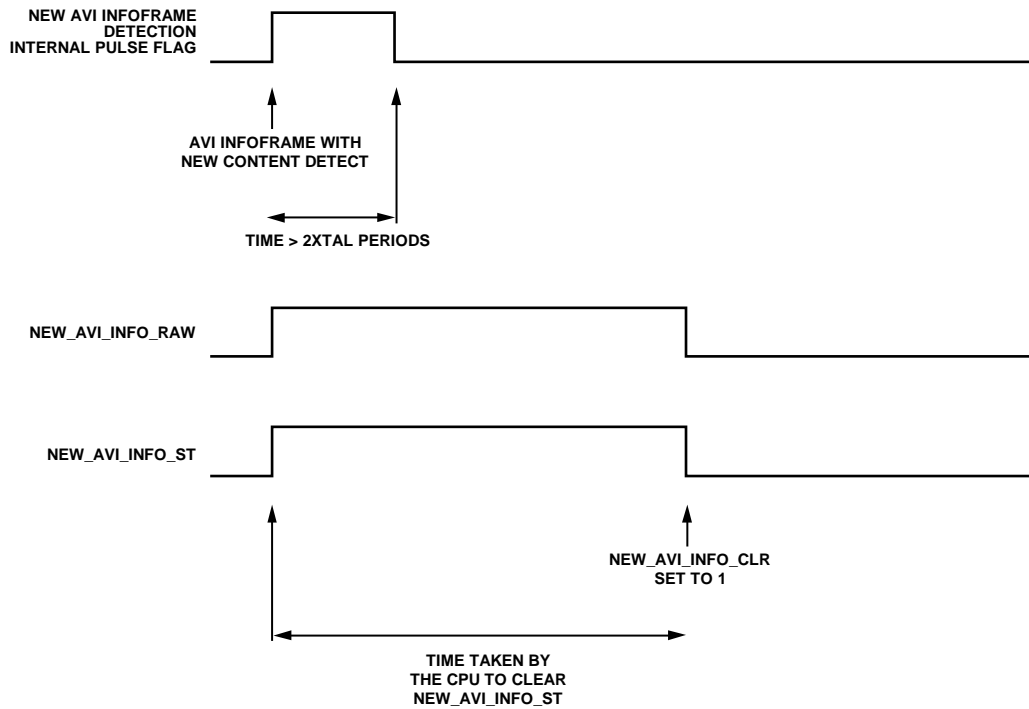 NEW AVI INFOFRAME
DETECTION
INTERNAL PULSE FLAG
AVI INFOFRAME WITH
NEW CONTENT DETECT
TIME > 2XTAL PERIODS
NEW_AVI_INFO_RAW
NEW_AVI_INFO_ST
NEW_AVI_INFO_CLR
SET TO 1
TIME TAKEN BY
THE CPU TO CLEAR
NEW_AVI_INFO_ST